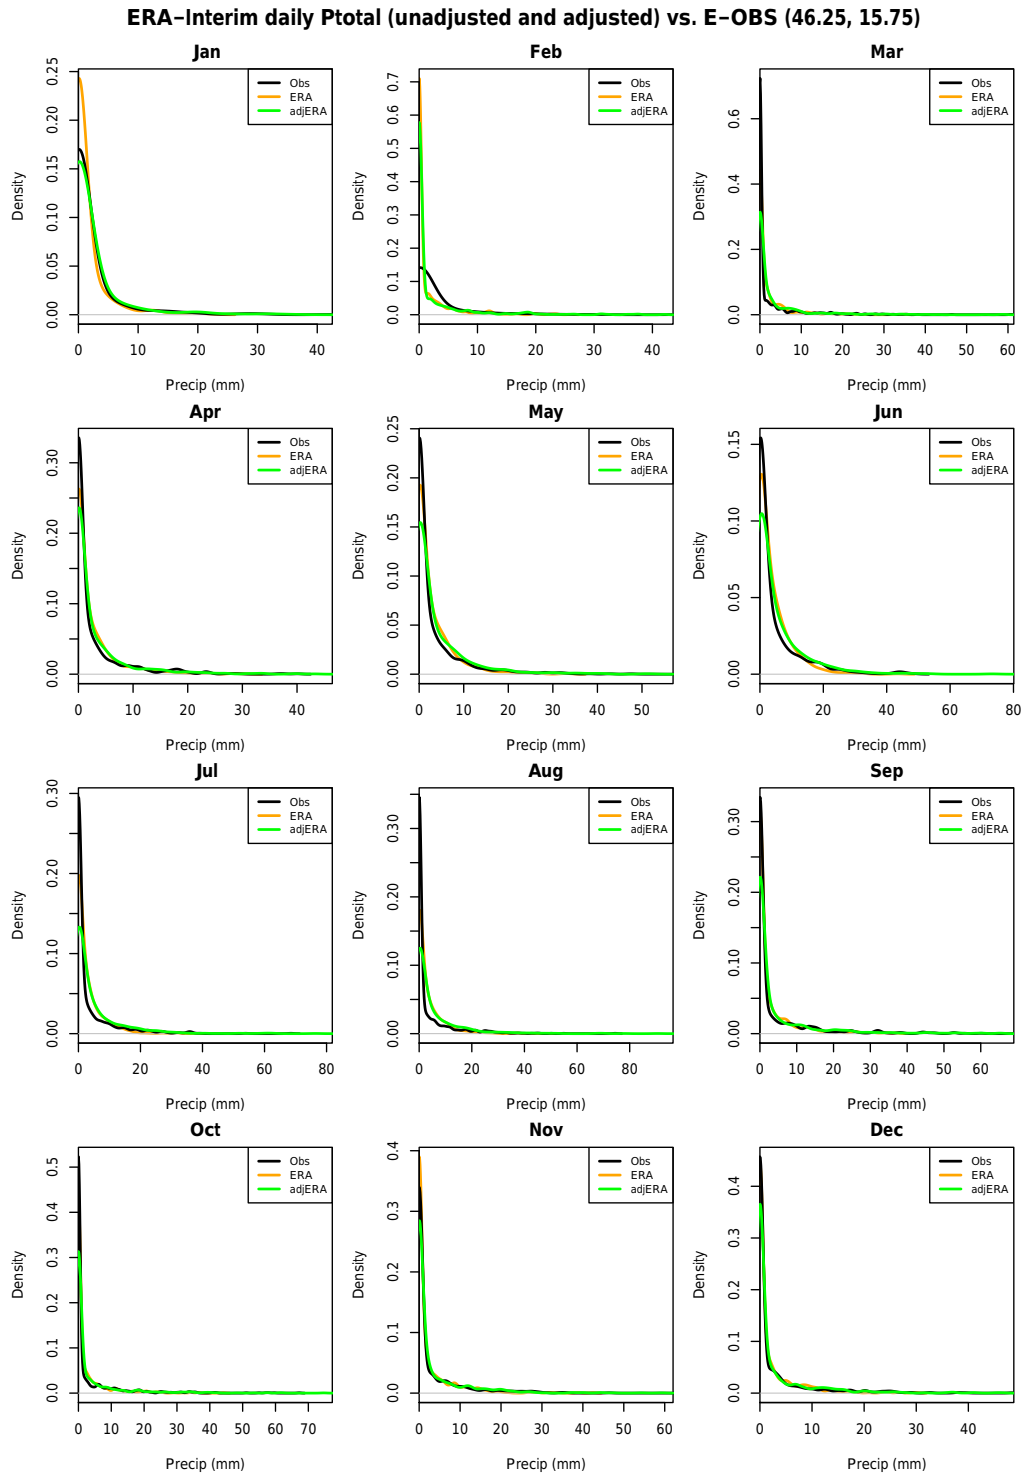 ERA−Interim daily Ptotal (unadjusted and adjusted) vs. E−OBS (46.25, 15.75)
Jan
Density
0.00 0.05 0.10 0.15 0.20 0.25
Obs
ERA
adjERA
0 10 20 30 40
Precip (mm)
Feb
Density
0.0 0.1 0.2 0.3 0.4 0.5 0.6 0.7
Obs
ERA
adjERA
0 10 20 30 40
Precip (mm)
Mar
Density
0.0 0.2 0.4 0.6
Obs
ERA
adjERA
0 10 20 30 40 50 60
Precip (mm)
Apr
Density
0.00 0.10 0.20 0.30
Obs
ERA
adjERA
0 10 20 30 40
Precip (mm)
May
Density
0.00 0.05 0.10 0.15 0.20 0.25
Obs
ERA
adjERA
0 10 20 30 40 50
Precip (mm)
Jun
Density
0.00 0.05 0.10 0.15
Obs
ERA
adjERA
0 20 40 60 80
Precip (mm)
Jul
Density
0.00 0.10 0.20 0.30
Obs
ERA
adjERA
0 20 40 60 80
Precip (mm)
Aug
Density
0.00 0.10 0.20 0.30
Obs
ERA
adjERA
0 20 40 60 80
Precip (mm)
Sep
Density
0.00 0.10 0.20 0.30
Obs
ERA
adjERA
0 10 20 30 40 50 60
Precip (mm)
Oct
Density
0.0 0.1 0.2 0.3 0.4 0.5
Obs
ERA
adjERA
0 10 20 30 40 50 60 70
Precip (mm)
Nov
Density
0.0 0.1 0.2 0.3 0.4
Obs
ERA
adjERA
0 10 20 30 40 50 60
Precip (mm)
Dec
Density
0.0 0.1 0.2 0.3 0.4
Obs
ERA
adjERA
0 10 20 30 40
Precip (mm)